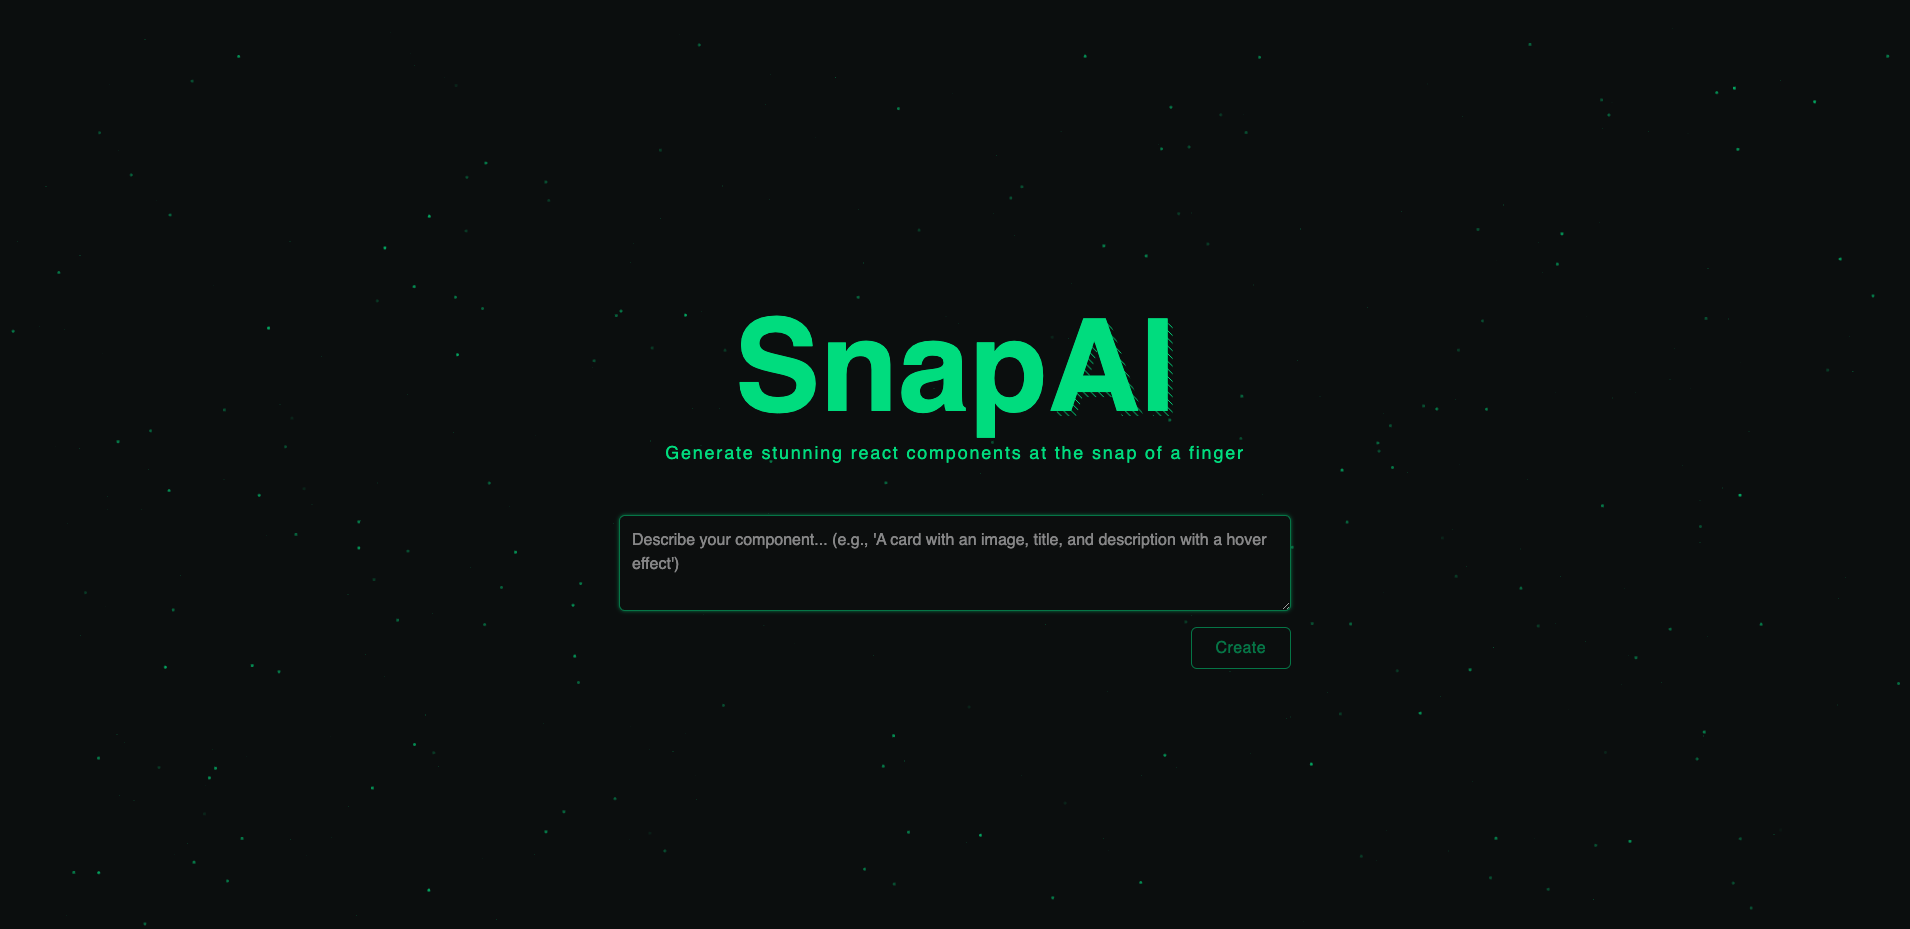 SnapAI
Generate stunning react components at the snap of a finger
Describe your component... (e.g., 'A card with an image, title, and description with a hover
effect')
Create